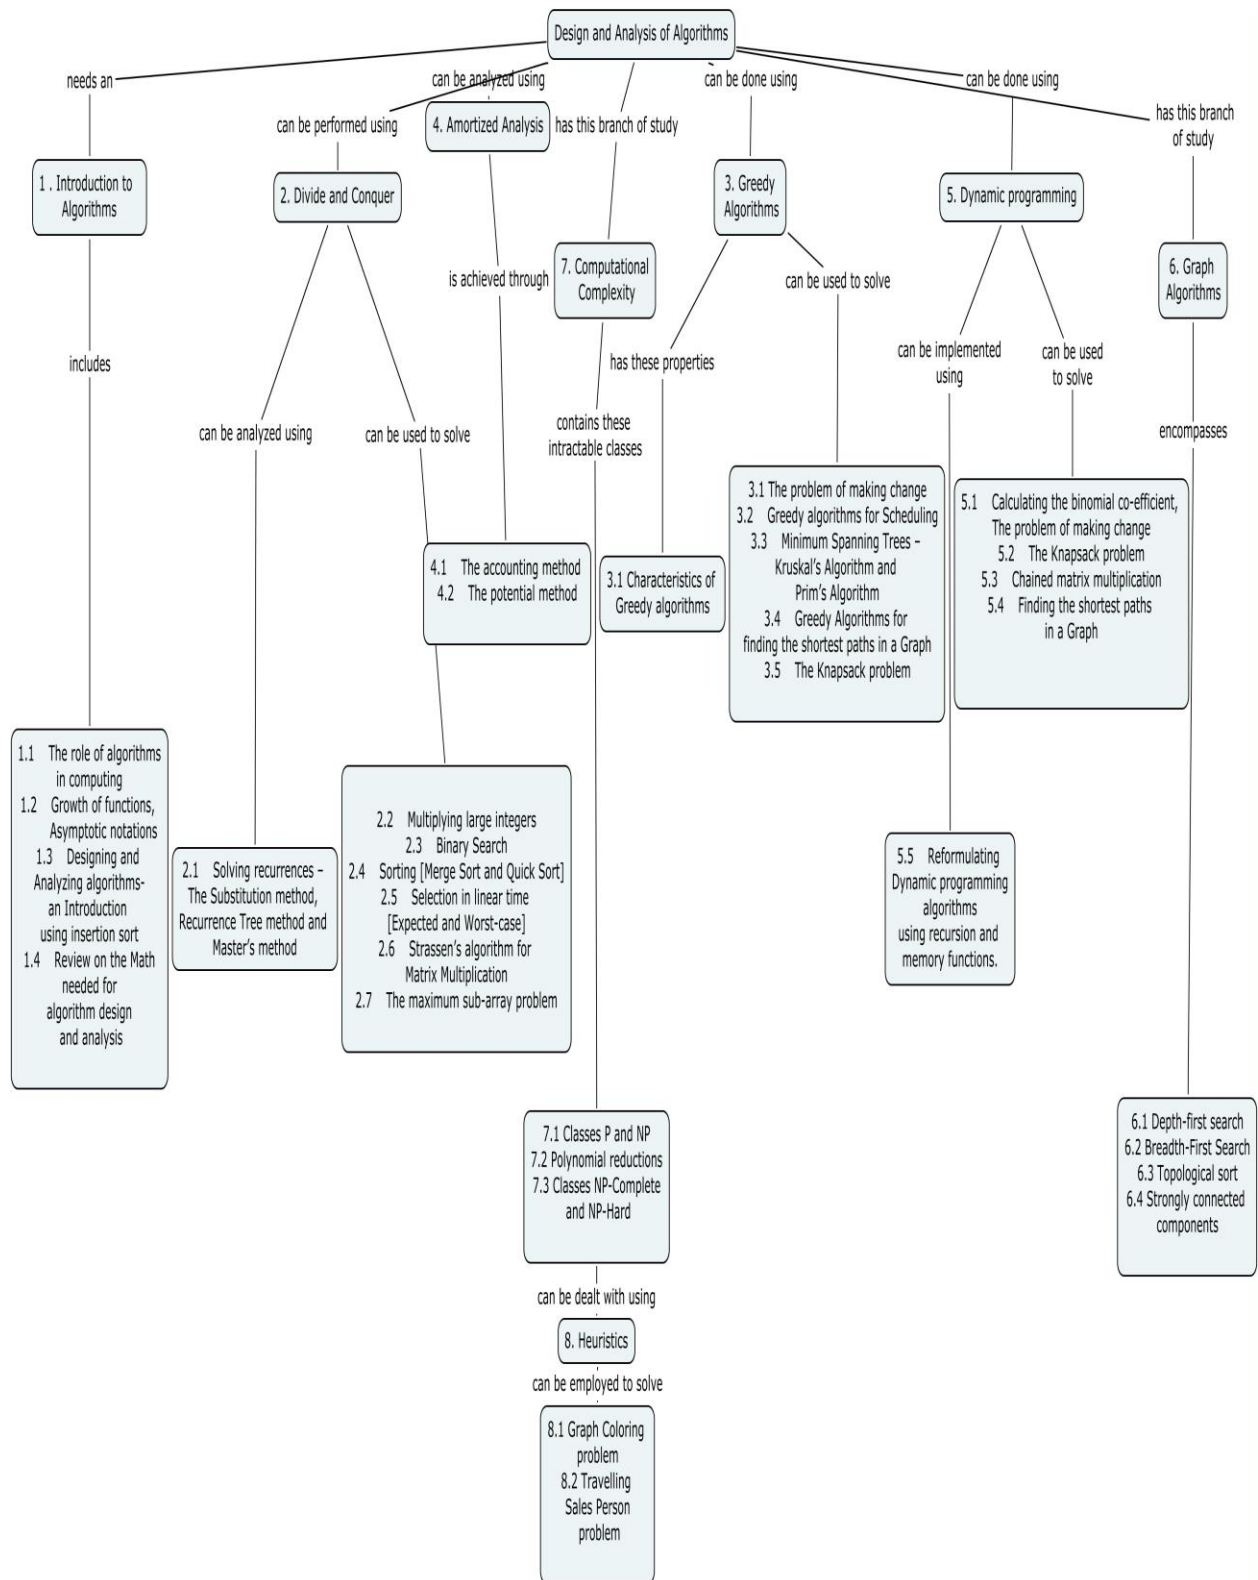 Design and Analysis of Algorithms
needs an
can be analyzed using
can be done using
can be done using
can be performed using
4. Amortized Analysis
has this branch of study
has this branch
of study
1 . Introduction to
Algorithms
2. Divide and Conquer
3. Greedy
Algorithms
5. Dynamic programming
is achieved through
7. Computational
Complexity
can be used to solve
6. Graph
Algorithms
includes
has these properties
can be implemented
using
can be used
to solve
can be analyzed using
can be used to solve
contains these
intractable classes
encompasses
4.1 The accounting method
4.2 The potential method
3.1 Characteristics of
Greedy algorithms
3.1 The problem of making change
3.2 Greedy algorithms for Scheduling
3.3 Minimum Spanning Trees –
Kruskal's Algorithm and
Prim's Algorithm
3.4 Greedy Algorithms for
finding the shortest paths in a Graph
3.5 The Knapsack problem
5.1 Calculating the binomial co-efficient,
The problem of making change
5.2 The Knapsack problem
5.3 Chained matrix multiplication
5.4 Finding the shortest paths
in a Graph
1.1 The role of algorithms
in computing
1.2 Growth of functions,
Asymptotic notations
1.3 Designing and
Analyzing algorithms-
an Introduction
using insertion sort
1.4 Review on the Math
needed for
algorithm design
and analysis
2.1 Solving recurrences –
The Substitution method,
Recurrence Tree method and
Master's method
2.2 Multiplying large integers
2.3 Binary Search
2.4 Sorting [Merge Sort and Quick Sort]
2.5 Selection in linear time
[Expected and Worst-case]
2.6 Strassen's algorithm for
Matrix Multiplication
2.7 The maximum sub-array problem
5.5 Reformulating
Dynamic programming
algorithms
using recursion and
memory functions.
7.1 Classes P and NP
7.2 Polynomial reductions
7.3 Classes NP-Complete
and NP-Hard
6.1 Depth-first search
6.2 Breadth-First Search
6.3 Topological sort
6.4 Strongly connected
components
can be dealt with using
8. Heuristics
can be employed to solve
8.1 Graph Coloring
problem
8.2 Travelling
Sales Person
problem